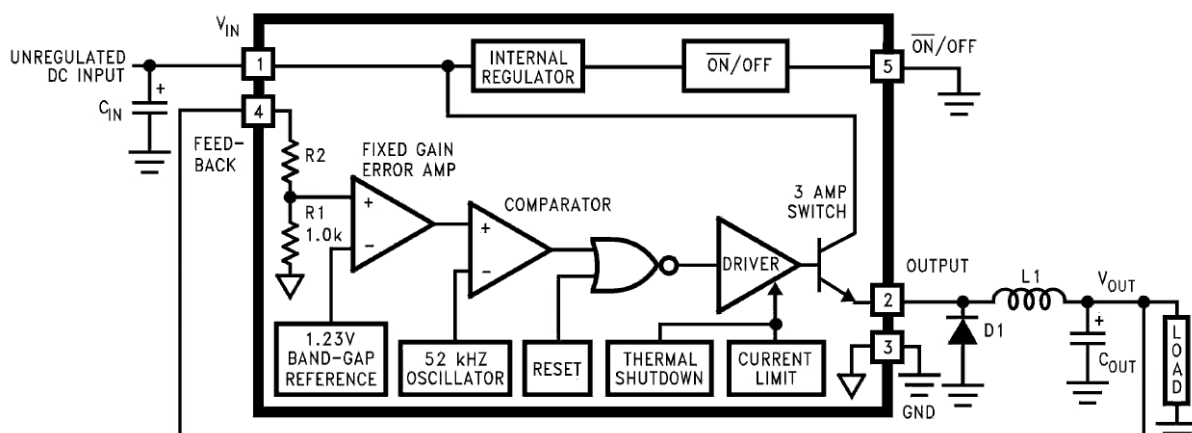 V_IN
UNREGULATED
DC INPUT
+
C_IN
1
4
FEED-
BACK
INTERNAL
REGULATOR
O̅N̅/OFF
5
O̅N̅/OFF
R2
R1
1.0k
FIXED GAIN
ERROR AMP
+
−
COMPARATOR
+
−
DRIVER
3 AMP
SWITCH
OUTPUT
2
3
GND
L1
V_OUT
D1
+
C_OUT
LOAD
1.23V
BAND-GAP
REFERENCE
52 kHZ
OSCILLATOR
RESET
THERMAL
SHUTDOWN
CURRENT
LIMIT